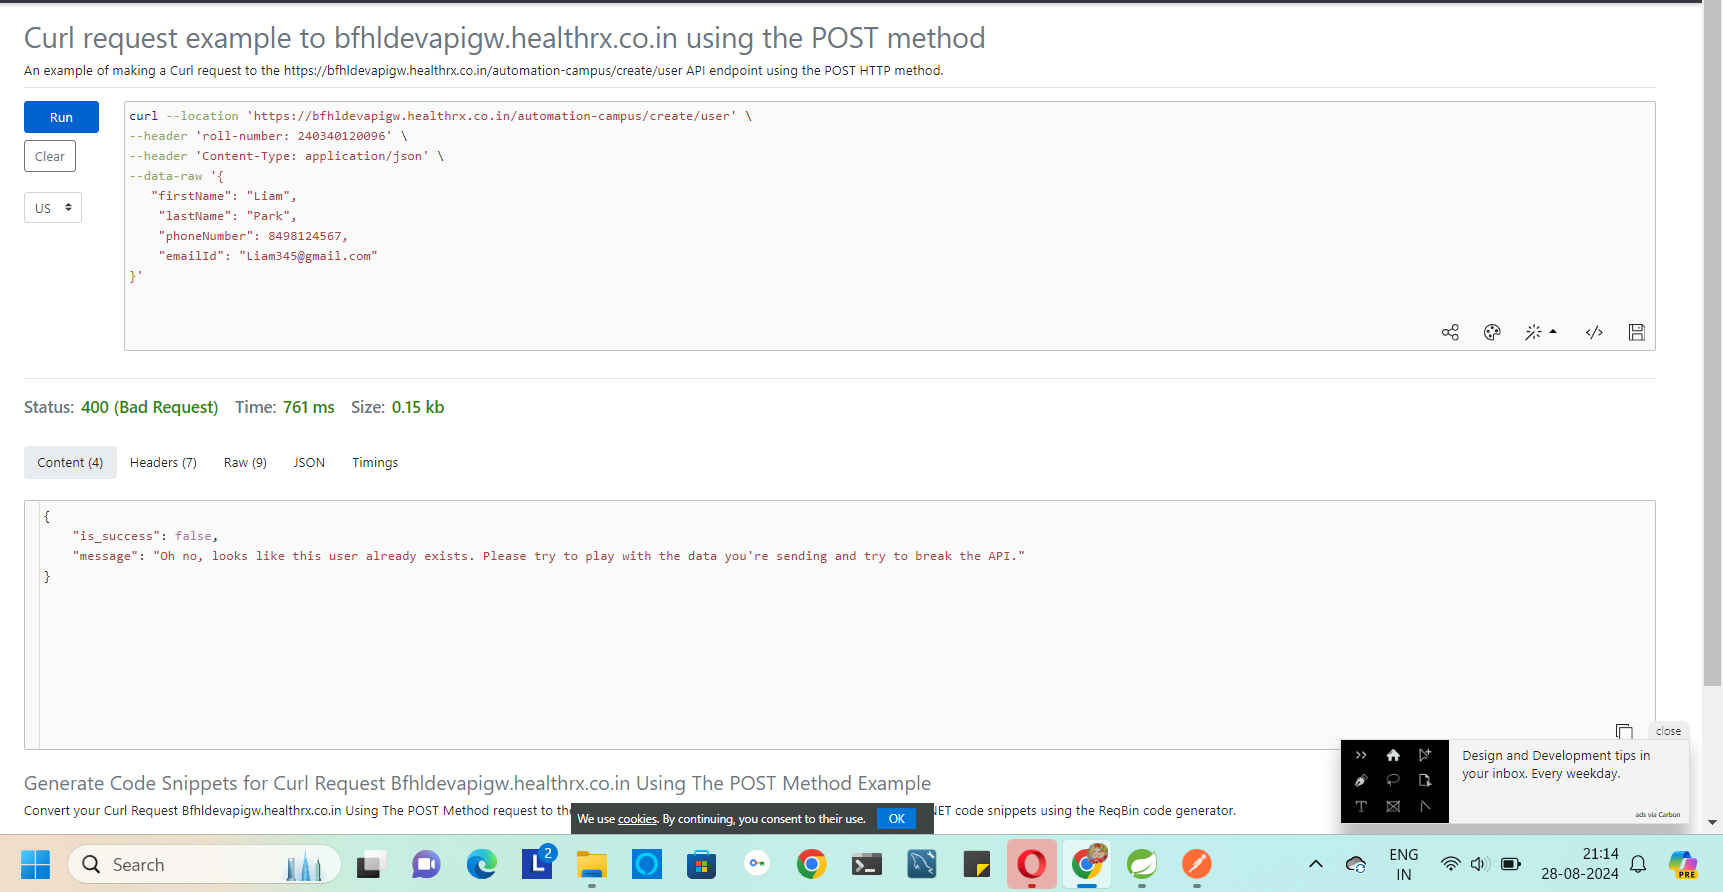 Curl request example to bfhldevapigw.healthrx.co.in using the POST method
An example of making a Curl request to the https://bfhldevapigw.healthrx.co.in/automation-campus/create/user API endpoint using the POST HTTP method.
Run
Clear
US
curl --location 'https://bfhldevapigw.healthrx.co.in/automation-campus/create/user' \
--header 'roll-number: 240340120096' \
--header 'Content-Type: application/json' \
--data-raw '{
"firstName": "Liam",
"lastName": "Park",
"phoneNumber": 8498124567,
"emailId": "Liam345@gmail.com"
}'
Status: 400 (Bad Request) Time: 761 ms Size: 0.15 kb
Content (4) Headers (7) Raw (9) JSON Timings
{
"is_success": false,
"message": "Oh no, looks like this user already exists. Please try to play with the data you're sending and try to break the API."
}
close
Design and Development tips in
your inbox. Every weekday.
ads via Carbon
Generate Code Snippets for Curl Request Bfhldevapigw.healthrx.co.in Using The POST Method Example
Convert your Curl Request Bfhldevapigw.healthrx.co.in Using The POST Method request to the NET code snippets using the ReqBin code generator.
We use cookies. By continuing, you consent to their use. OK
Search
L 2
ENG
IN
21:14
28-08-2024
PRE